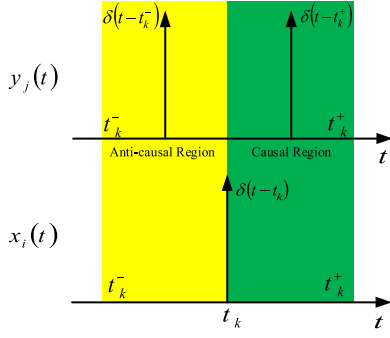 δ(t−t_k^−) δ(t−t_k^+)
y_j(t)
t_k^− t_k^+
Anti-causal Region Causal Region t
δ(t−t_k)
x_i(t)
t_k^− t_k^+
t_k t